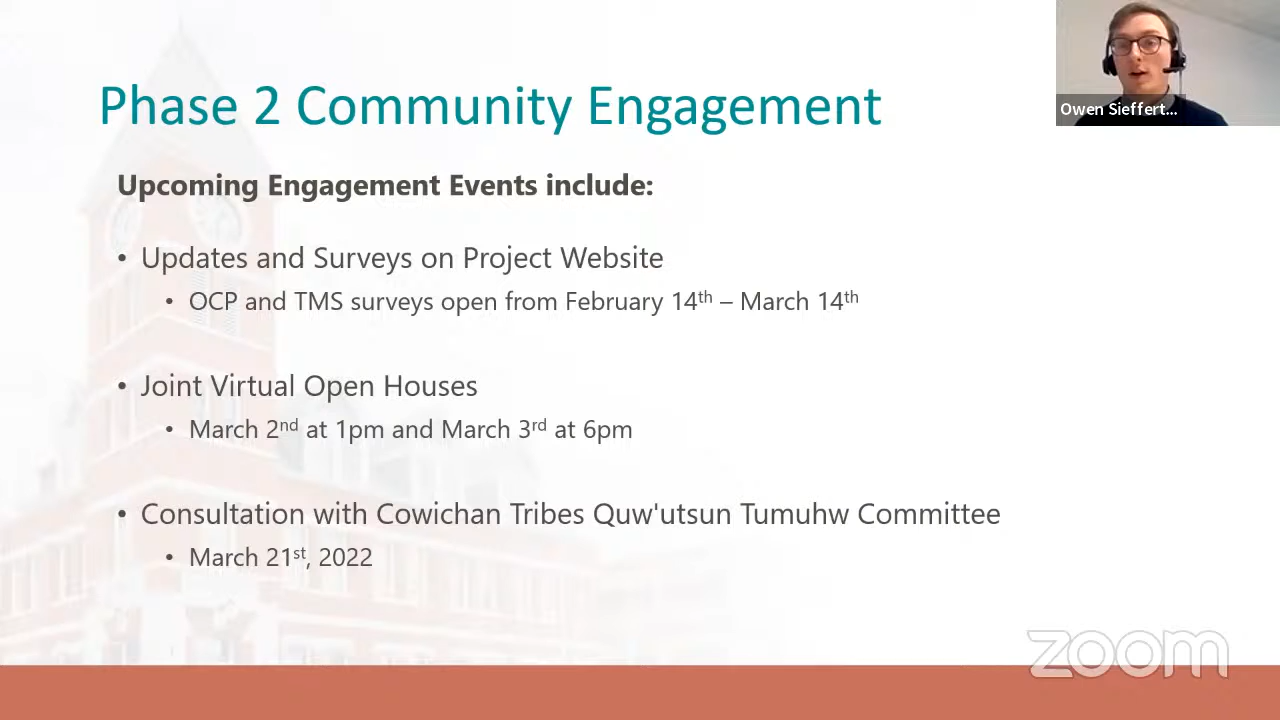 Phase 2 Community Engagement
Owen Sieffert...
Upcoming Engagement Events include:
• Updates and Surveys on Project Website
• OCP and TMS surveys open from February 14th – March 14th
• Joint Virtual Open Houses
• March 2nd at 1pm and March 3rd at 6pm
• Consultation with Cowichan Tribes Quw'utsun Tumuhw Committee
• March 21st, 2022
zoom